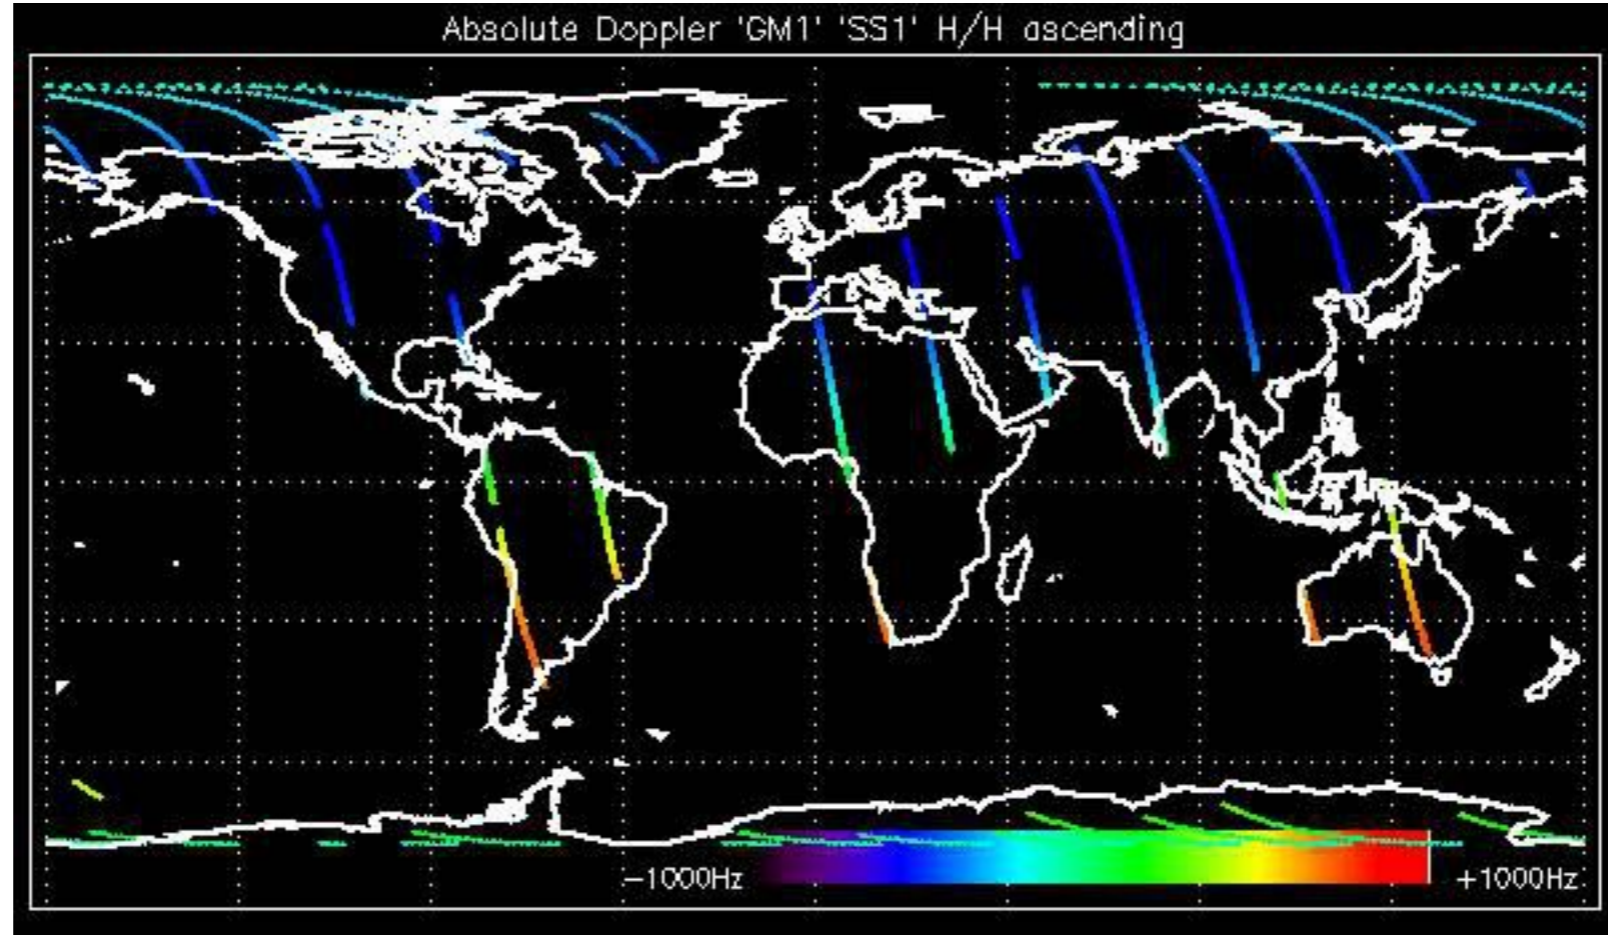 Absolute Doppler 'GM1' 'SS1' H/H ascending
−1000Hz
+1000Hz